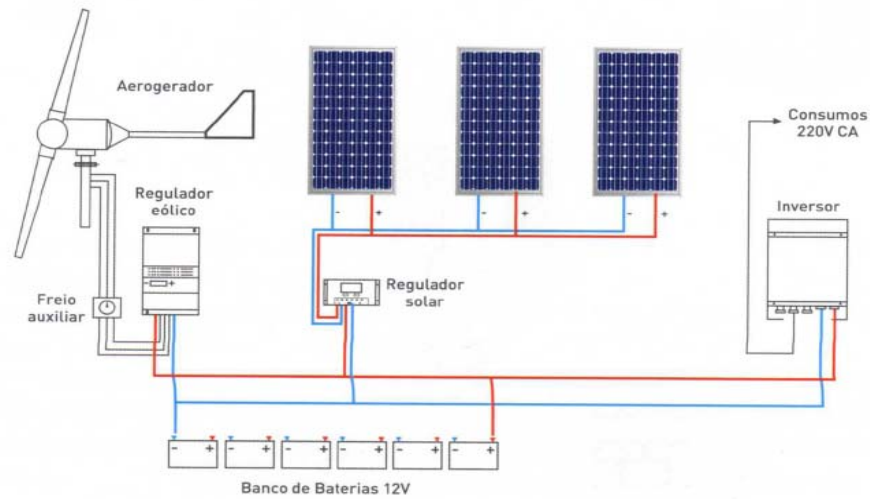 Aerogerador
Consumos
220V CA
Regulador
eólico
Inversor
Freio
auxiliar
Regulador
solar
- +
- +
- +
- +
- + - + - + - + - + - +
Banco de Baterias 12V